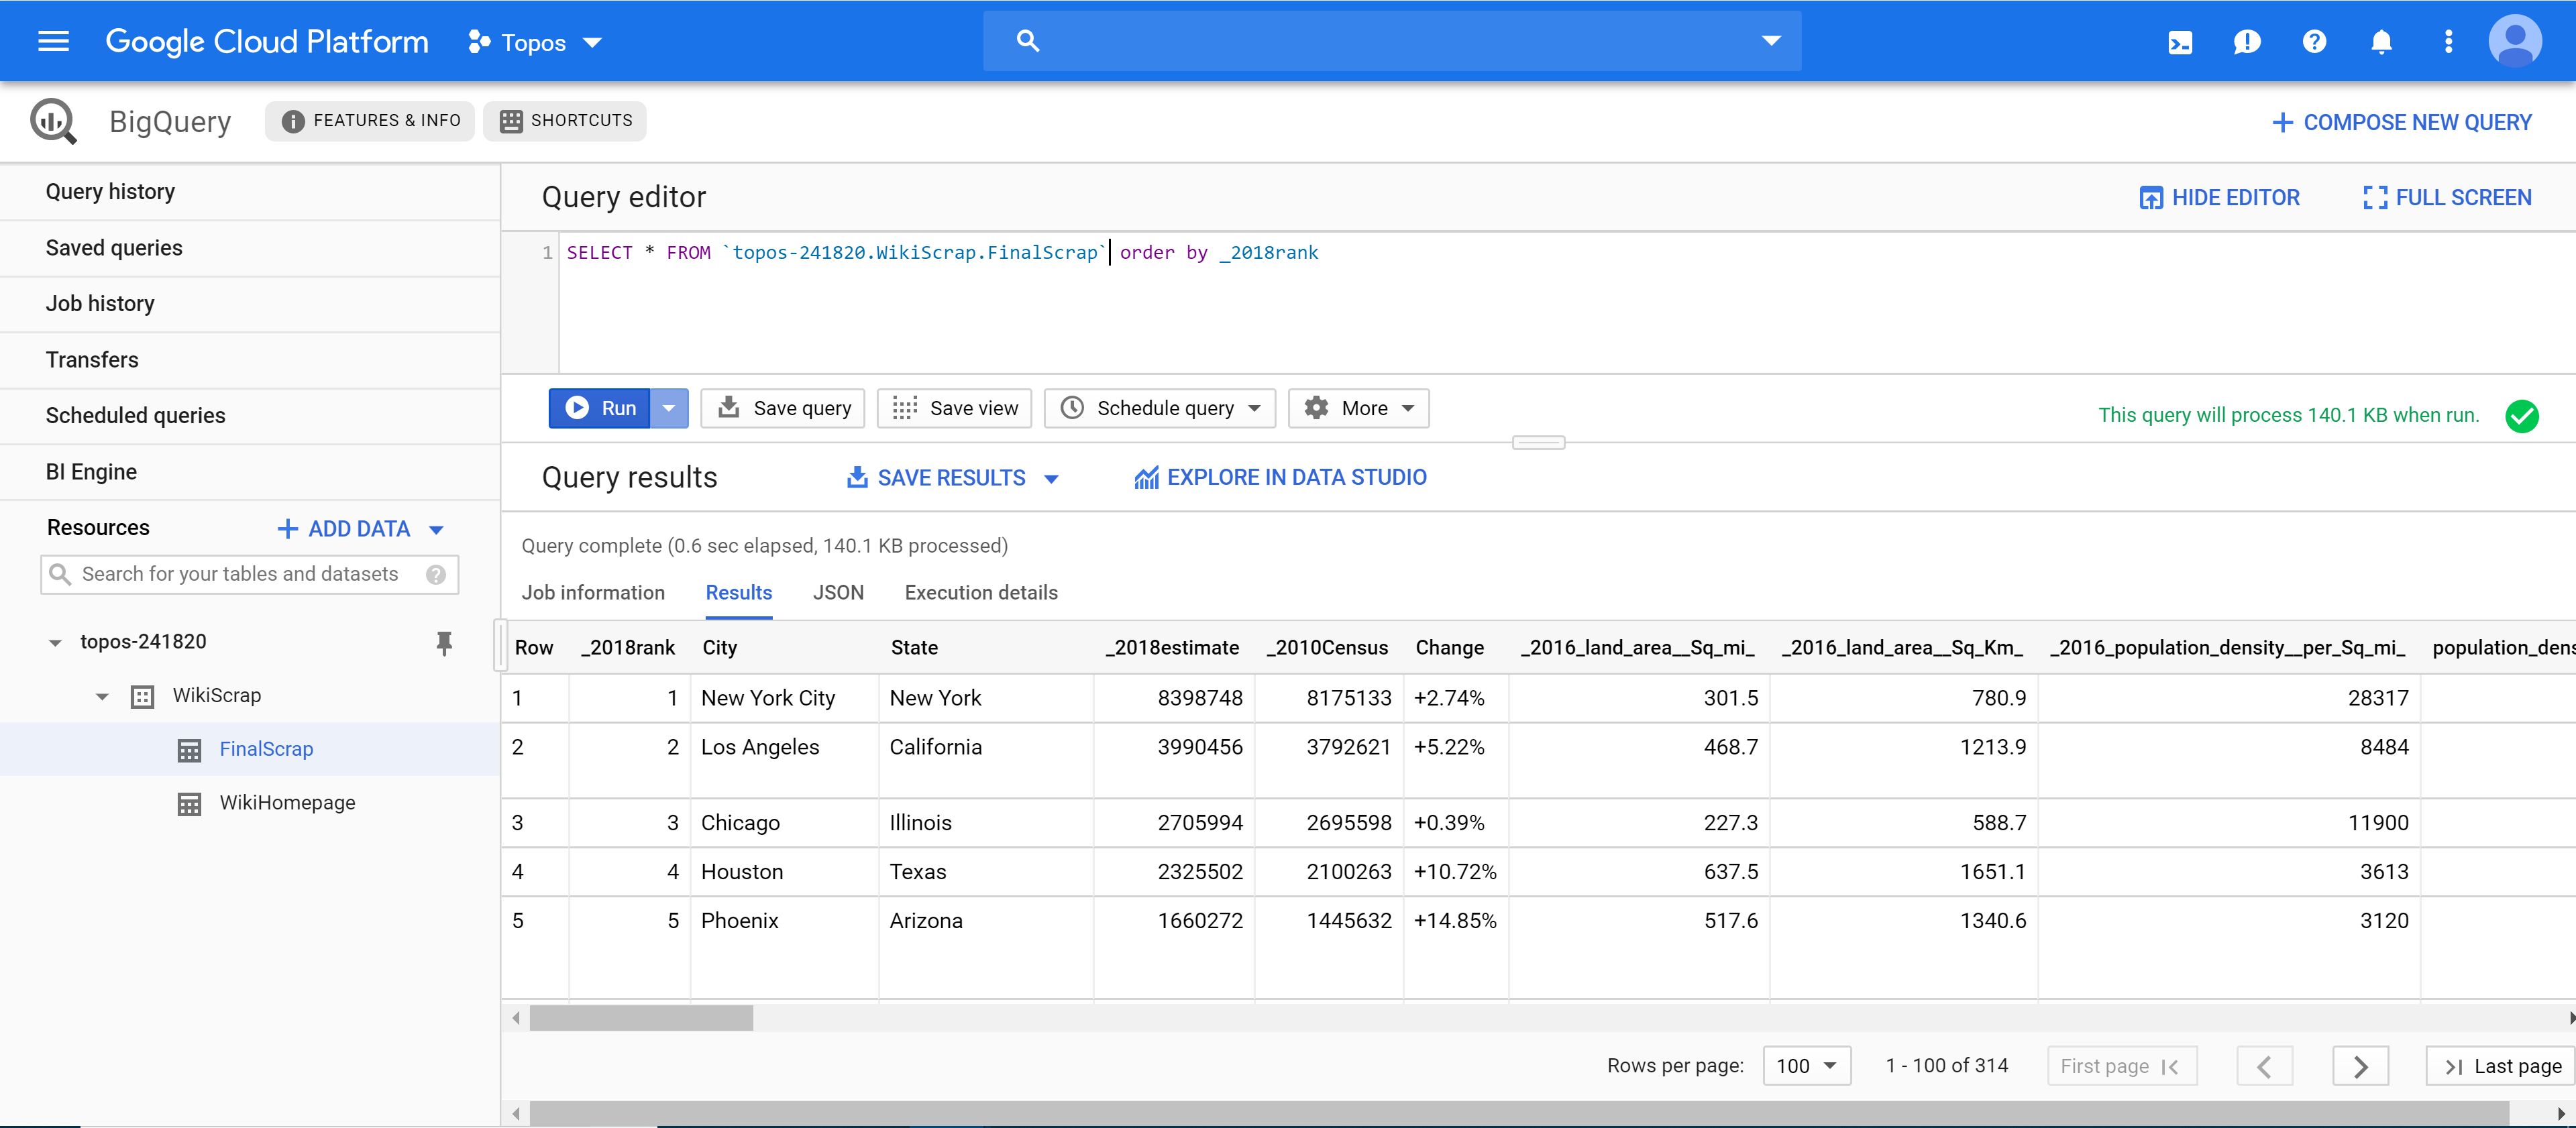 Google Cloud Platform Topos
BigQuery FEATURES & INFO SHORTCUTS COMPOSE NEW QUERY
Query history
Saved queries
Job history
Transfers
Scheduled queries
BI Engine
Resources ADD DATA
Search for your tables and datasets
topos-241820
WikiScrap
FinalScrap
WikiHomepage
Query editor HIDE EDITOR FULL SCREEN
1 SELECT * FROM `topos-241820.WikiScrap.FinalScrap` order by _2018rank
Run Save query Save view Schedule query More This query will process 140.1 KB when run.
Query results SAVE RESULTS EXPLORE IN DATA STUDIO
Query complete (0.6 sec elapsed, 140.1 KB processed)
Job information Results JSON Execution details
Row _2018rank City State _2018estimate _2010Census Change _2016_land_area__Sq_mi_ _2016_land_area__Sq_Km_ _2016_population_density__per_Sq_mi_ population_dens
1 1 New York City New York 8398748 8175133 +2.74% 301.5 780.9 28317
2 2 Los Angeles California 3990456 3792621 +5.22% 468.7 1213.9 8484
3 3 Chicago Illinois 2705994 2695598 +0.39% 227.3 588.7 11900
4 4 Houston Texas 2325502 2100263 +10.72% 637.5 1651.1 3613
5 5 Phoenix Arizona 1660272 1445632 +14.85% 517.6 1340.6 3120
Rows per page: 100 1 - 100 of 314 First page Last page